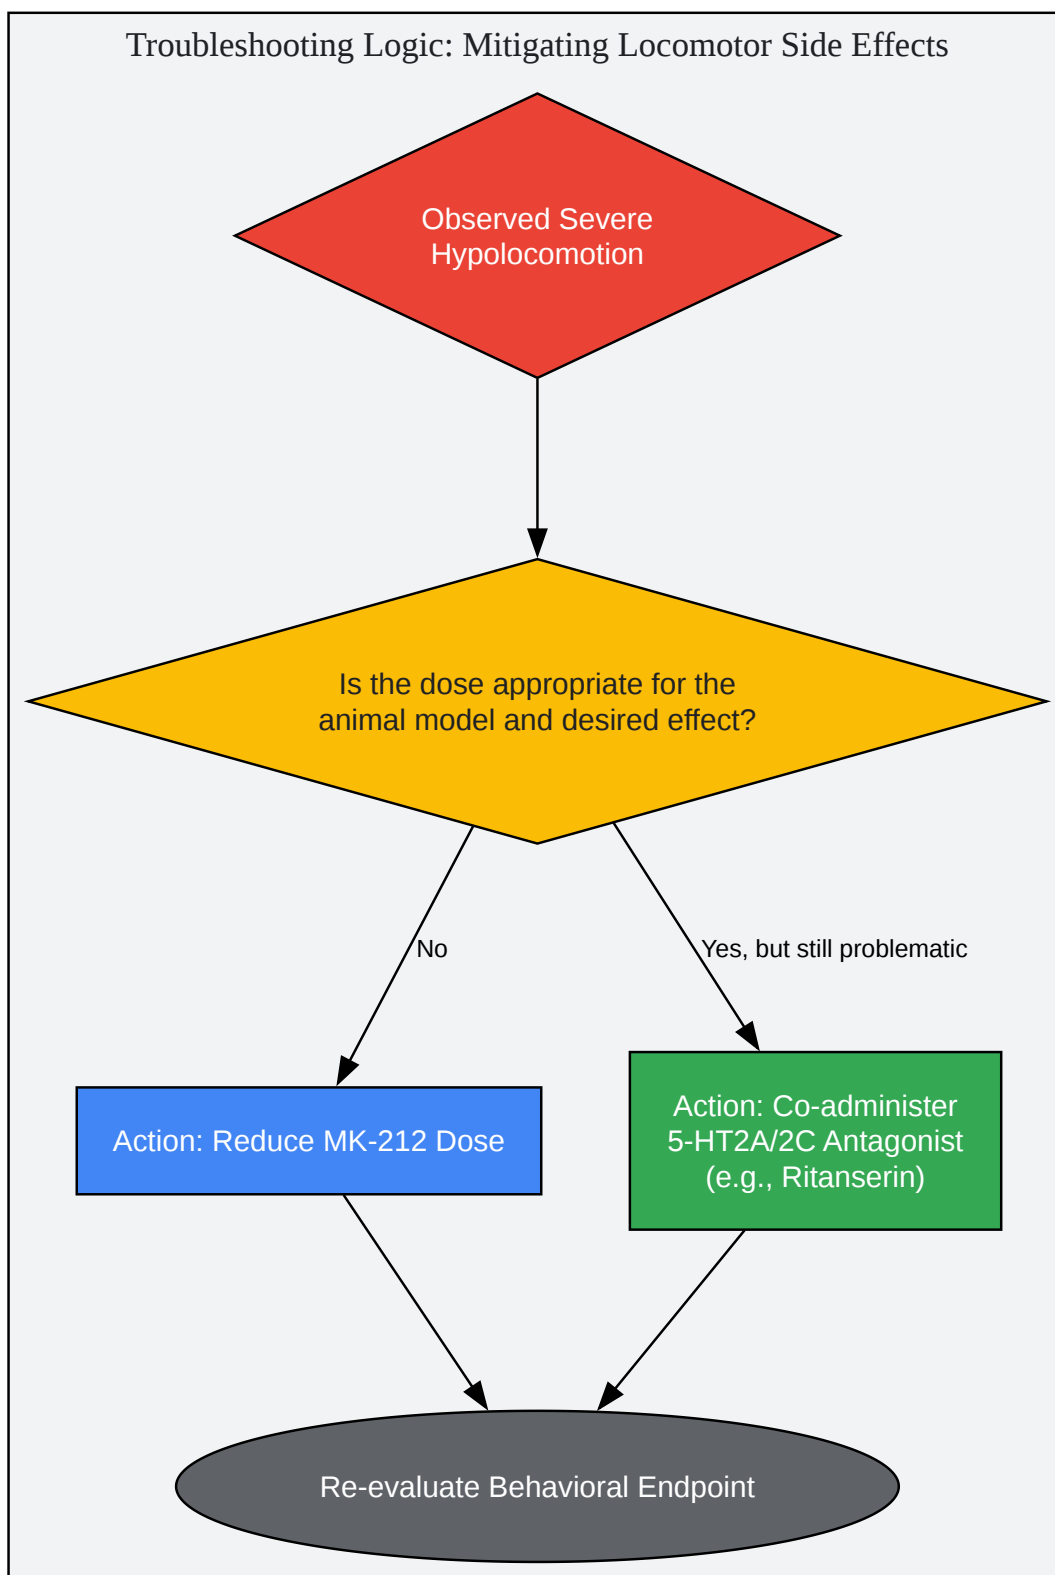 Troubleshooting Logic: Mitigating Locomotor Side Effects
Observed Severe
Hypolocomotion
Is the dose appropriate for the
animal model and desired effect?
No
Yes, but still problematic
Action: Reduce MK-212 Dose
Action: Co-administer
5-HT2A/2C Antagonist
(e.g., Ritanserin)
Re-evaluate Behavioral Endpoint